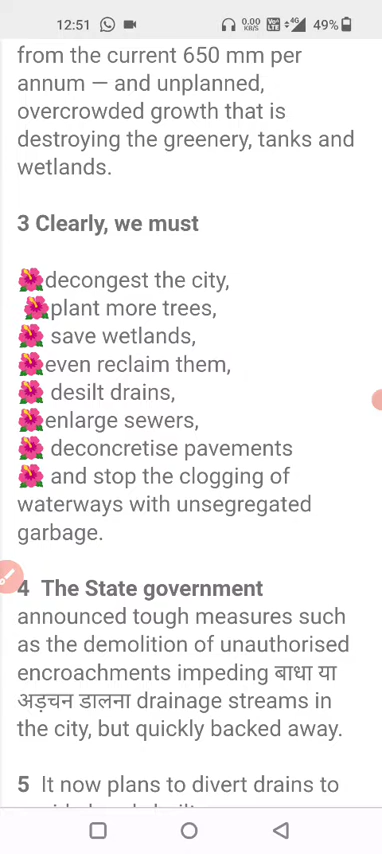 12:51 0.00 KB/S 4G 49%
from the current 650 mm per
annum — and unplanned,
overcrowded growth that is
destroying the greenery, tanks and
wetlands.
3 Clearly, we must
🌺decongest the city,
🌺plant more trees,
🌺 save wetlands,
🌺even reclaim them,
🌺 desilt drains,
🌺enlarge sewers,
🌺 deconcretise pavements
🌺 and stop the clogging of
waterways with unsegregated
garbage.
4 The State government
announced tough measures such
as the demolition of unauthorised
encroachments impeding बाधा या
अड़चन डालना drainage streams in
the city, but quickly backed away.
5 It now plans to divert drains to